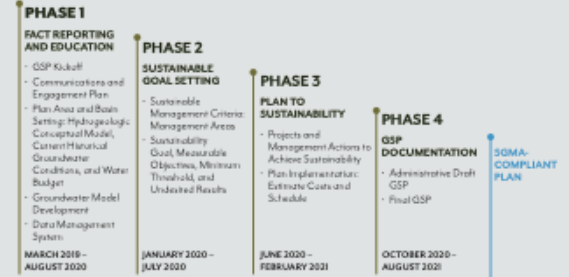 PHASE 1
FACT REPORTING
AND EDUCATION
· GSP Kickoff
· Communications and
Engagement Plan
· Plan Area and Basin
Setting: Hydrogeologic
Conceptual Model,
Current Historical
Groundwater
Conditions, and Water
Budget
· Groundwater Model
Development
· Data Management
System
MARCH 2019 –
AUGUST 2020
PHASE 2
SUSTAINABLE
GOAL SETTING
· Sustainable
Management Criteria:
Management Areas
· Sustainability
Goal, Measurable
Objectives, Minimum
Threshold, and
Undesired Results
JANUARY 2020 –
JULY 2020
PHASE 3
PLAN TO
SUSTAINABILITY
· Projects and
Management Actions to
Achieve Sustainability
· Plan Implementation:
Estimate Costs and
Schedule
JUNE 2020 –
FEBRUARY 2021
PHASE 4
GSP
DOCUMENTATION
· Administrative Draft
GSP
· Final GSP
OCTOBER 2020 –
AUGUST 2021
SGMA-
COMPLIANT
PLAN